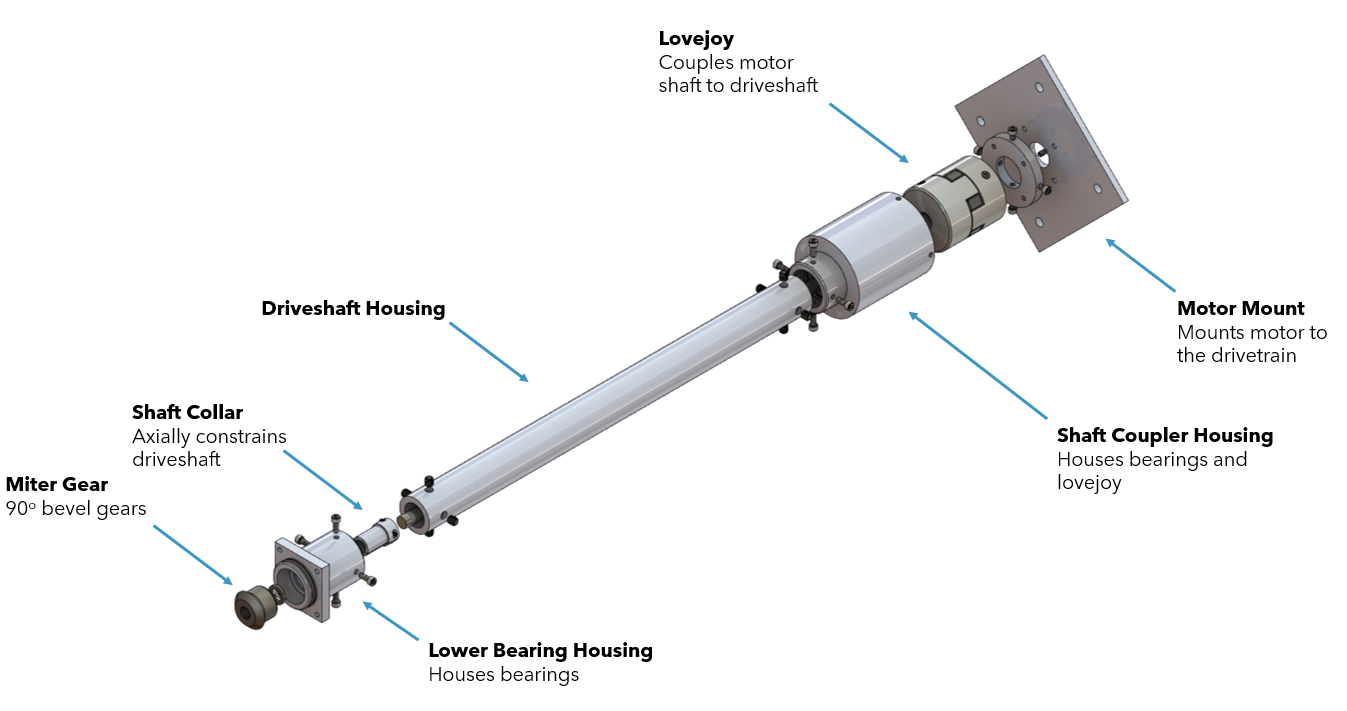 Lovejoy
Couples motor
shaft to driveshaft
Driveshaft Housing
Motor Mount
Mounts motor to
the drivetrain
Shaft Collar
Axially constrains
driveshaft
Shaft Coupler Housing
Houses bearings and
lovejoy
Miter Gear
90º bevel gears
Lower Bearing Housing
Houses bearings